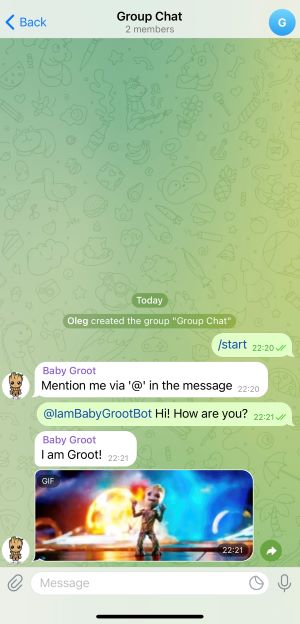 Back
Group Chat
2 members
G
Today
Oleg created the group "Group Chat"
/start 22:20
Baby Groot
Mention me via '@' in the message 22:20
@IamBabyGrootBot Hi! How are you? 22:21
Baby Groot
I am Groot! 22:21
GIF
22:21
Message